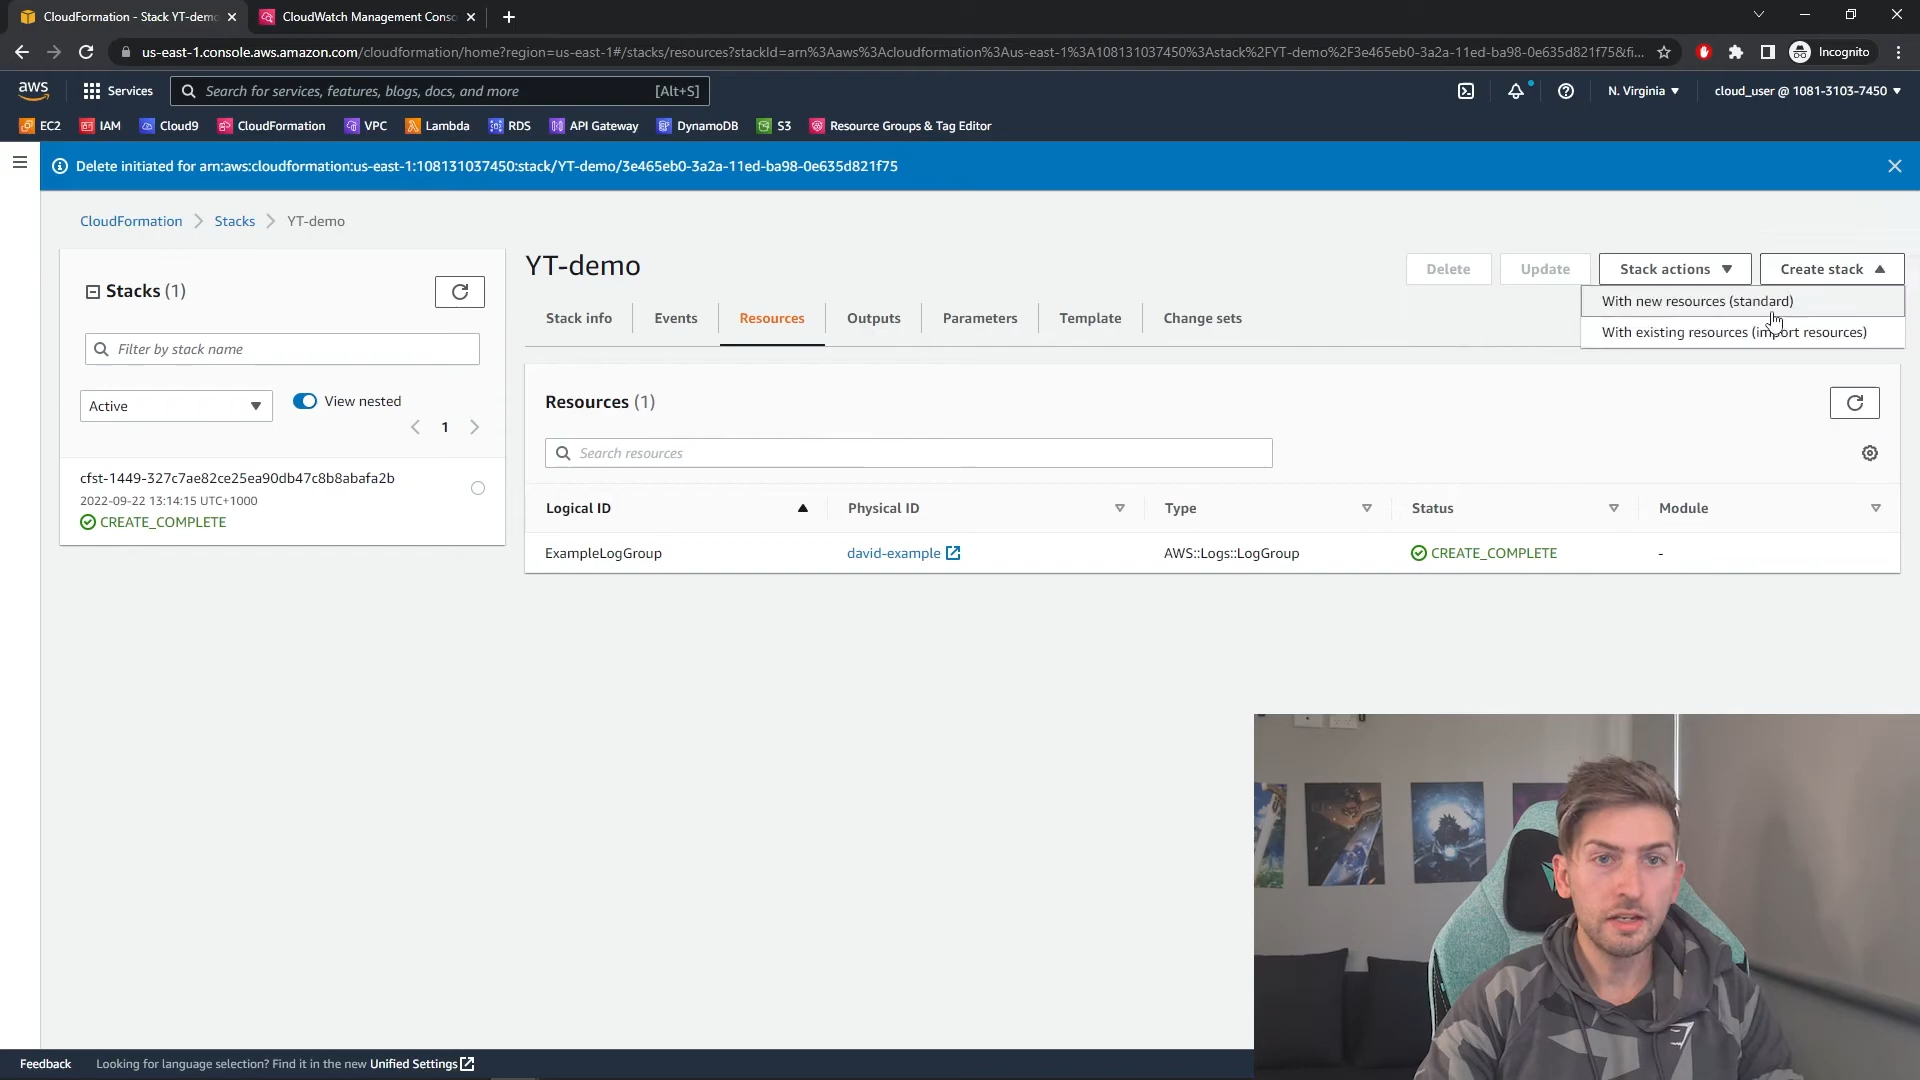 CloudFormation - Stack YT-demo
CloudWatch Management Conso
us-east-1.console.aws.amazon.com/cloudformation/home?region=us-east-1#/stacks/resources?stackId=arn%3Aaws%3Acloudformation%3Aus-east-1%3A108131037450%3Astack%2FYT-demo%2F3e465eb0-3a2a-11ed-ba98-0e635d821f75&fi...
Incognito
aws
Services
Search for services, features, blogs, docs, and more
[Alt+S]
N. Virginia
cloud_user @ 1081-3103-7450
EC2
IAM
Cloud9
CloudFormation
VPC
Lambda
RDS
API Gateway
DynamoDB
S3
Resource Groups & Tag Editor
Delete initiated for arn:aws:cloudformation:us-east-1:108131037450:stack/YT-demo/3e465eb0-3a2a-11ed-ba98-0e635d821f75
CloudFormation
Stacks
YT-demo
Stacks (1)
Filter by stack name
Active
View nested
1
cfst-1449-327c7ae82ce25ea90db47c8b8abafa2b
2022-09-22 13:14:15 UTC+1000
CREATE_COMPLETE
YT-demo
Delete
Update
Stack actions
Create stack
With new resources (standard)
With existing resources (import resources)
Stack info
Events
Resources
Outputs
Parameters
Template
Change sets
Resources (1)
Search resources
Logical ID
Physical ID
Type
Status
Module
ExampleLogGroup
david-example
AWS::Logs::LogGroup
CREATE_COMPLETE
-
Feedback
Looking for language selection? Find it in the new Unified Settings